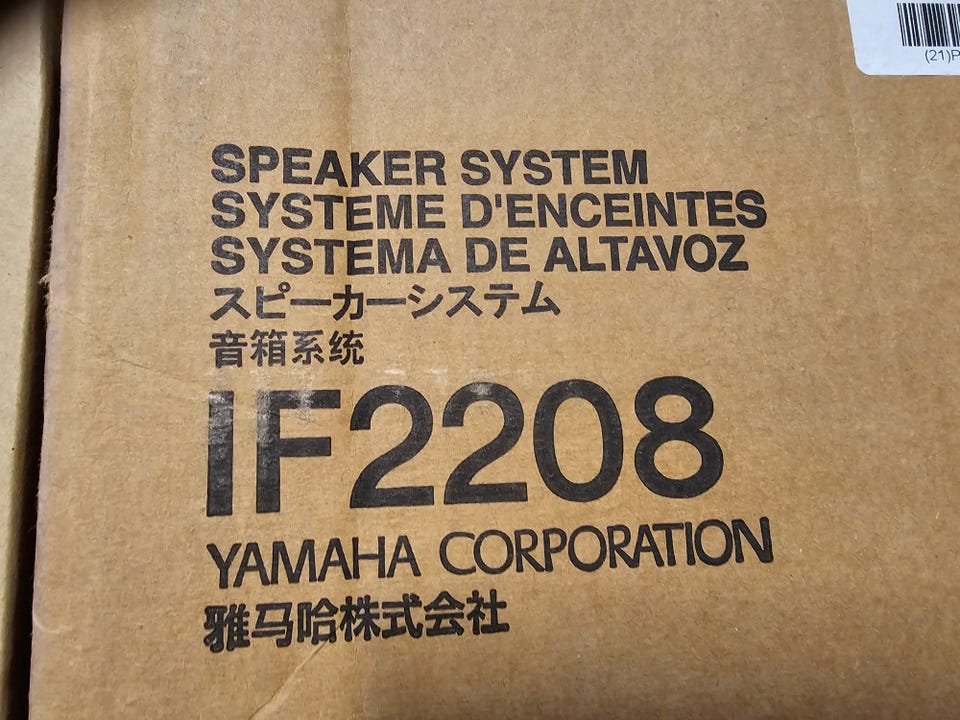 (21)P
SPEAKER SYSTEM
SYSTEME D'ENCEINTES
SYSTEMA DE ALTAVOZ
スピーカーシステム
音箱系统
IF2208
YAMAHA CORPORATION
雅马哈株式会社